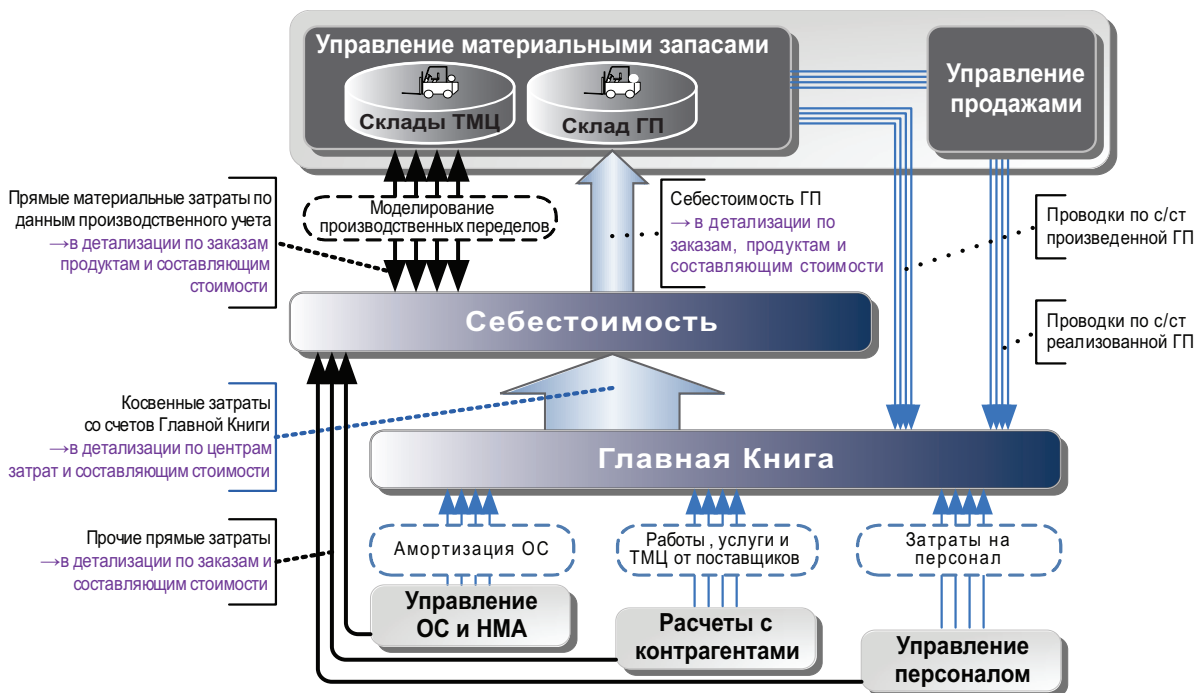 Управление материальными запасами
Склады ТМЦ
Склад ГП
Управление
продажами
Прямые материальные затраты по
данным производственного учета
→в детализации по заказам
продуктам и составляющим
стоимости
Моделирование
производственных переделов
Себестоимость ГП
→ в детализации по
заказам, продуктам и
составляющим стоимости
Проводки по с/ст
произведенной ГП
Себестоимость
Проводки по с/ст
реализованной ГП
Косвенные затраты
со счетов Главной Книги
→в детализации по центрам
затрат и составляющим стоимости
Главная Книга
Прочие прямые затраты
→в детализации по заказам и
составляющим стоимости
Амортизация ОС
Работы , услуги и
ТМЦ от поставщиков
Затраты на
персонал
Управление
ОС и НМА
Расчеты с
контрагентами
Управление
персоналом